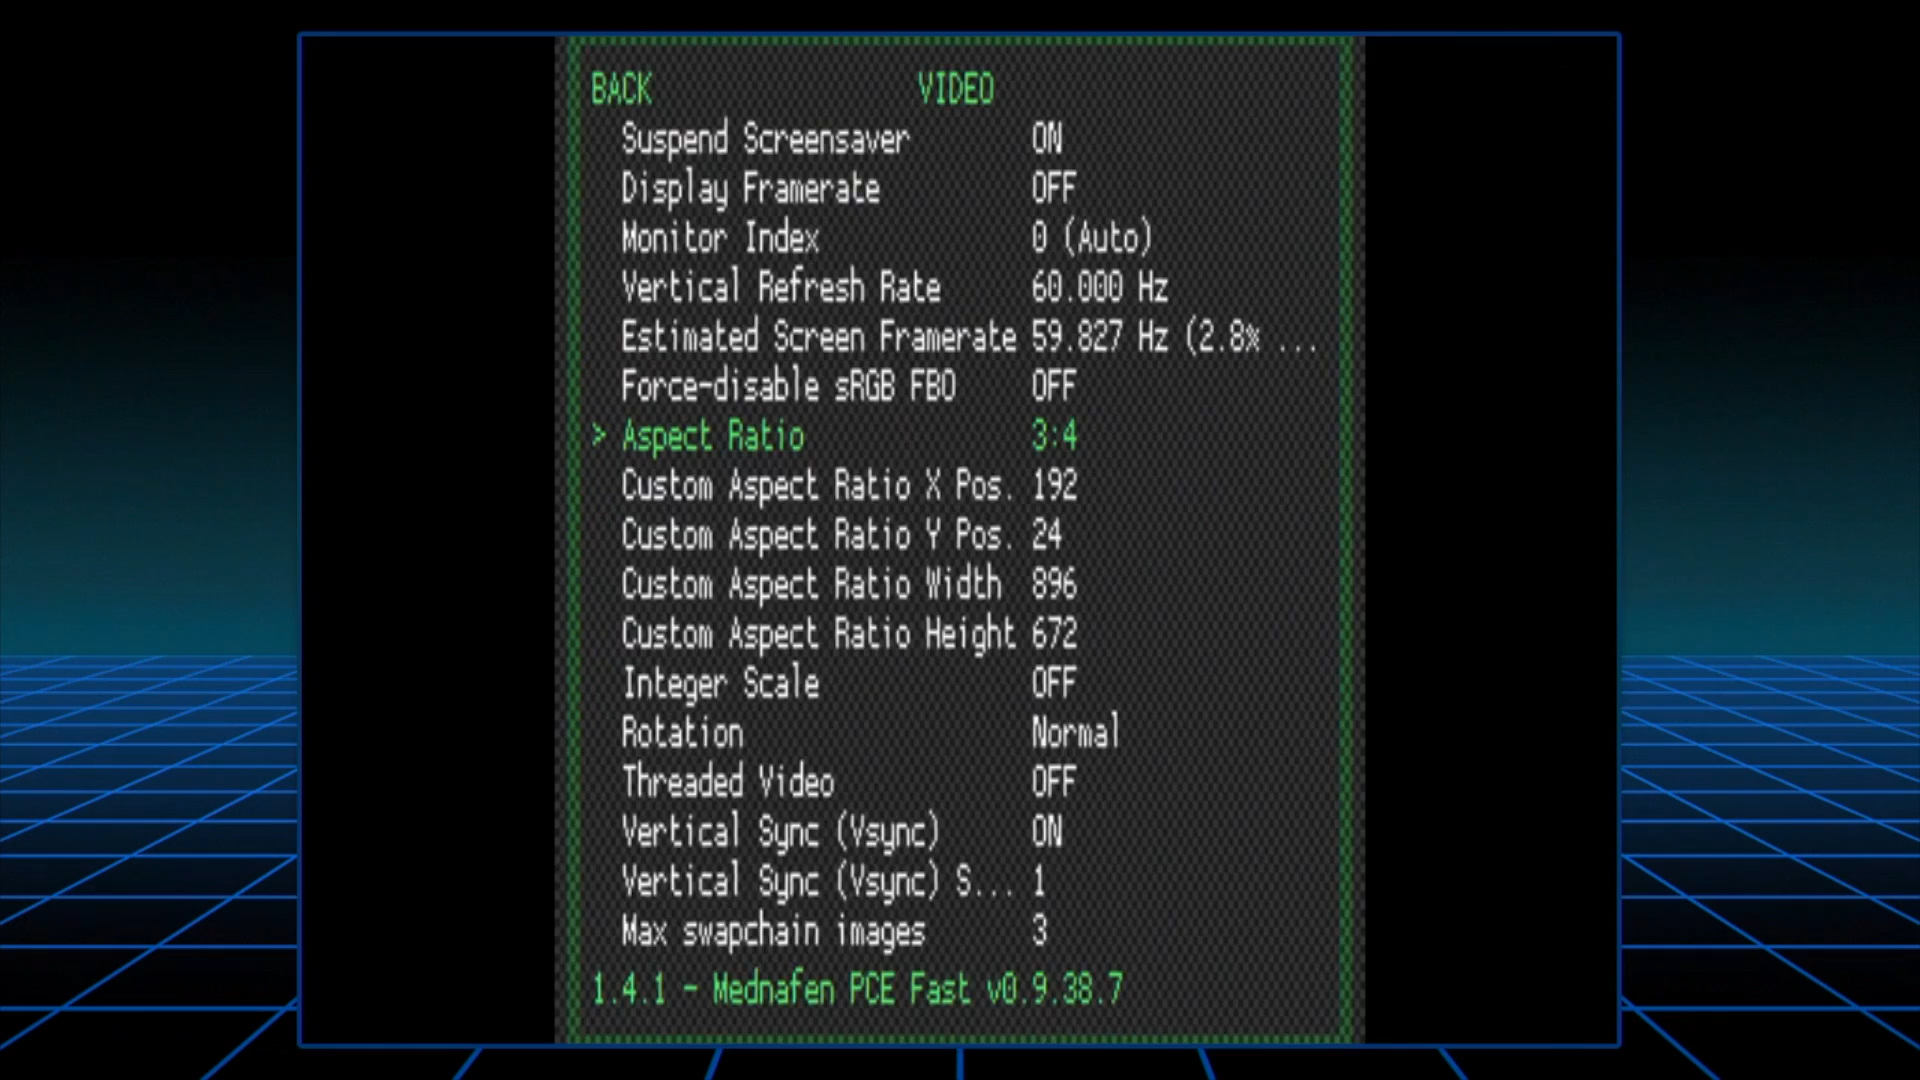 BACK VIDEO
Suspend Screensaver ON
Display Framerate OFF
Monitor Index 0 (Auto)
Vertical Refresh Rate 60.000 Hz
Estimated Screen Framerate 59.827 Hz (2.8% ...
Force-disable sRGB FBO OFF
> Aspect Ratio 3:4
Custom Aspect Ratio X Pos. 192
Custom Aspect Ratio Y Pos. 24
Custom Aspect Ratio Width 896
Custom Aspect Ratio Height 672
Integer Scale OFF
Rotation Normal
Threaded Video OFF
Vertical Sync (Vsync) ON
Vertical Sync (Vsync) S... 1
Max swapchain images 3
1.4.1 - Mednafen PCE Fast v0.9.38.7